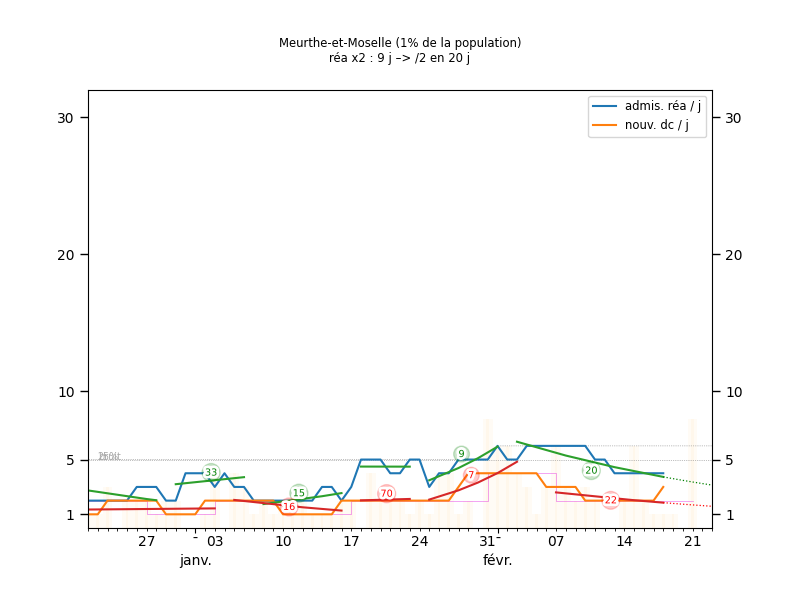 Meurthe-et-Moselle (1% de la population)
réa x2 : 9 j –> /2 en 20 j
admis. réa / j
nouv. dc / j
30 30
20 20
10 10
5 5
1 1
33
15
16
70
9
7
20
22
27 03 10 17 24 31 07 14 21
janv. févr.